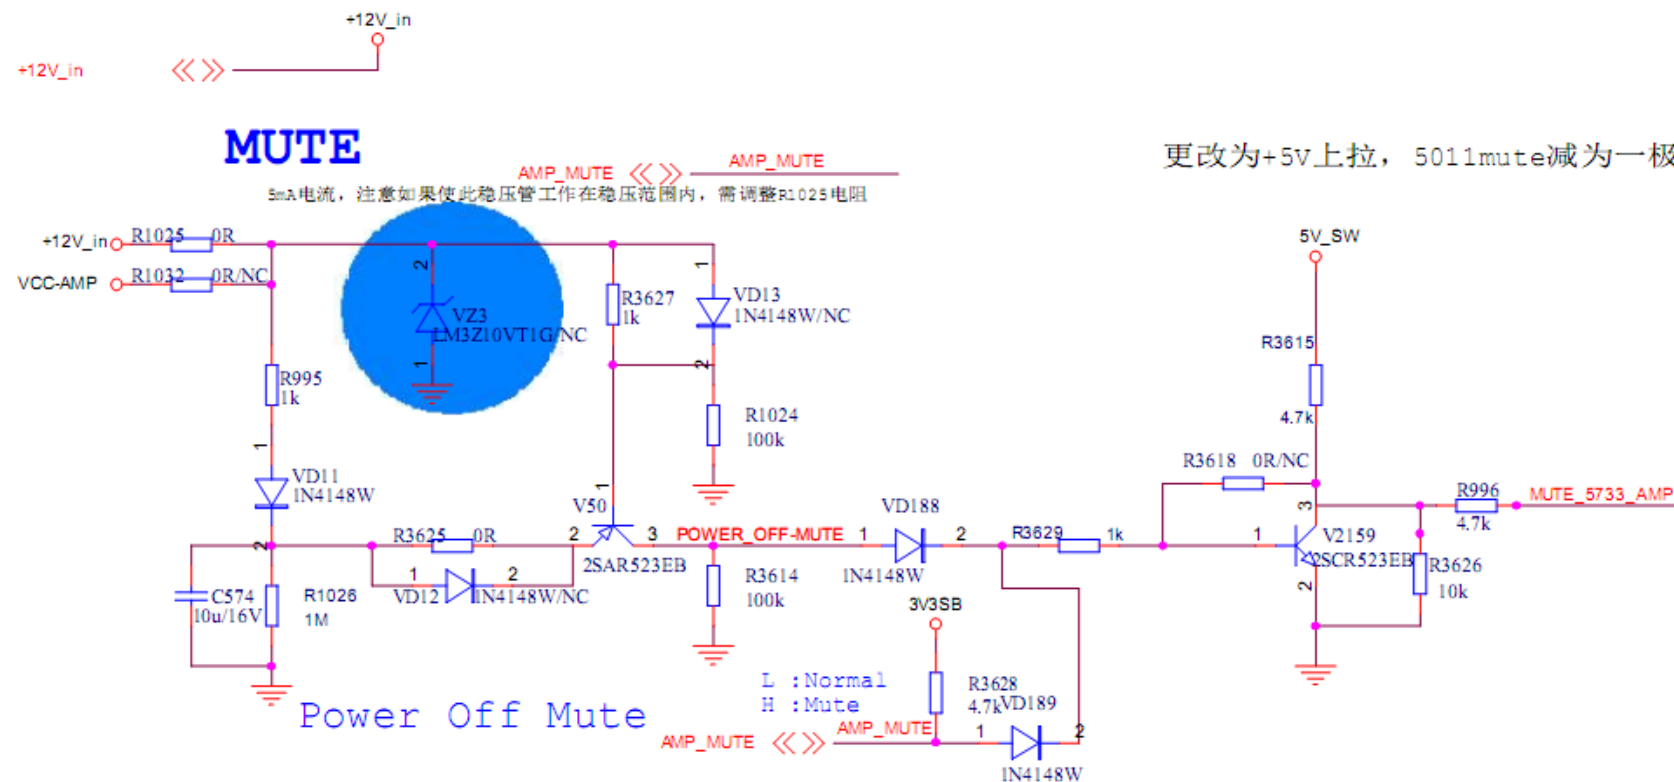 +12V_in
+12V_in
MUTE
AMP_MUTE
AMP_MUTE
更改为+5V上拉，5011mute减为一极
5mA电流，注意如果使此稳压管工作在稳压范围内，需调整R1025电阻
+12V_in
R1025 0R
5V_SW
VCC-AMP
R1032 0R/NC
2
1
VZ3
LM3Z10VT1G/NC
1
R3627
1k
VD13
1N4148W/NC
2
R3615
4.7k
R995
1k
R1024
100k
1
VD11
1N4148W
2
R3618 0R/NC
R996
4.7k
MUTE_5733_AMP
3
1
V50
2
3
2SAR523EB
R3625 0R
1
2
VD12
1N4148W/NC
POWER_OFF-MUTE
VD188
1
2
1N4148W
R3629
1k
1
V2159
2SCR523EB
2
R3626
10k
C574
10u/16V
R1026
1M
R3614
100k
3V3SB
L :Normal
H :Mute
R3628
4.7k
VD189
Power Off Mute
AMP_MUTE
AMP_MUTE
1
2
1N4148W